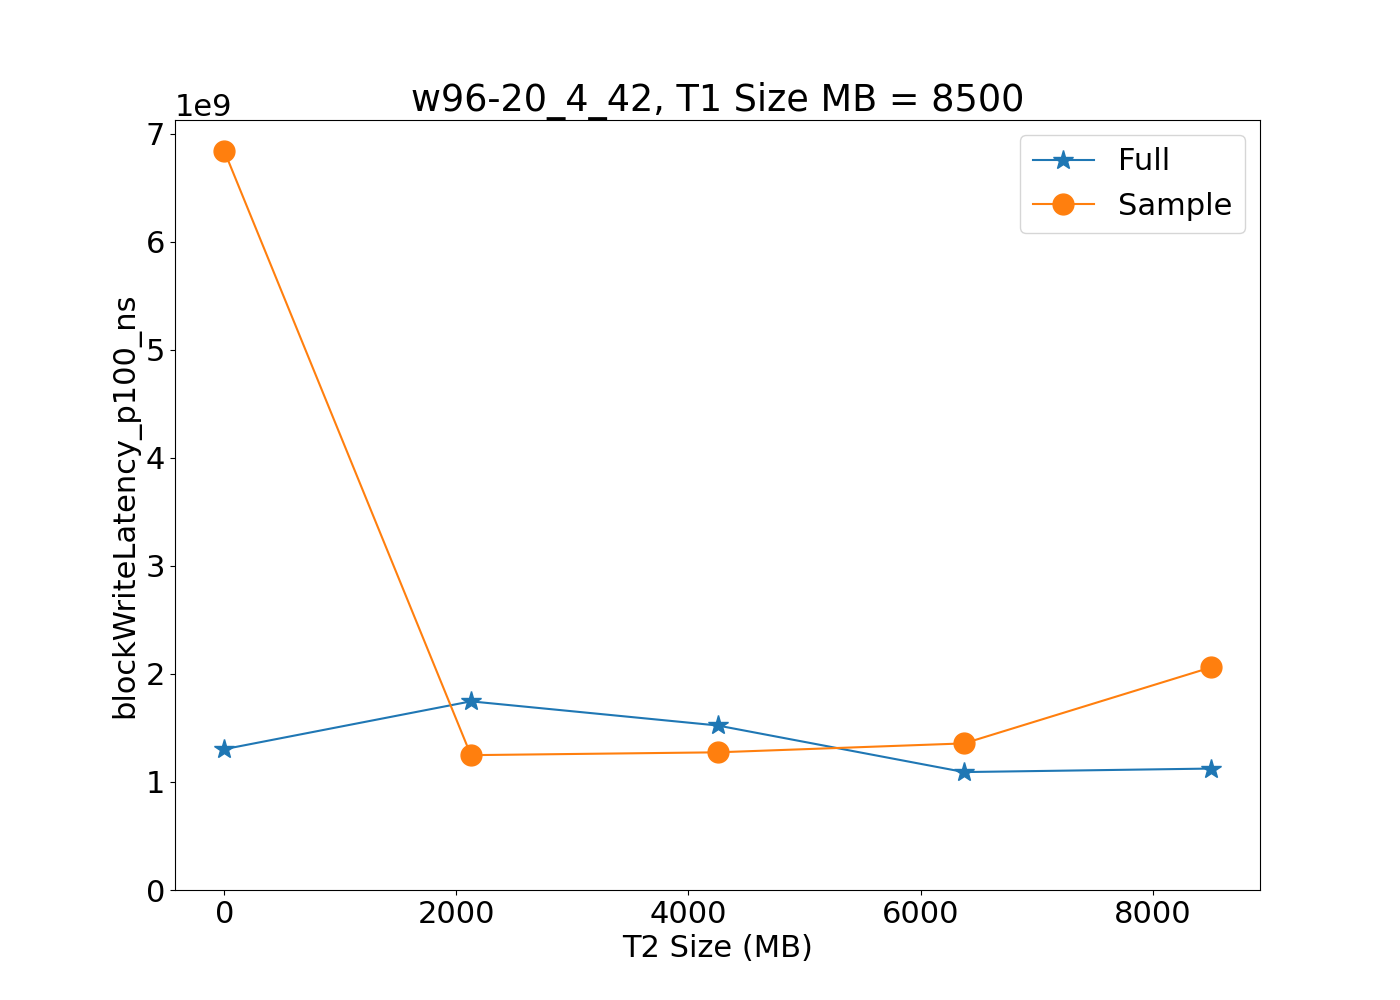 w96-20_4_42, T1 Size MB = 8500
1e9
7
6
5
4
3
2
1
0
blockWriteLatency_p100_ns
Full
Sample
0 2000 4000 6000 8000
T2 Size (MB)